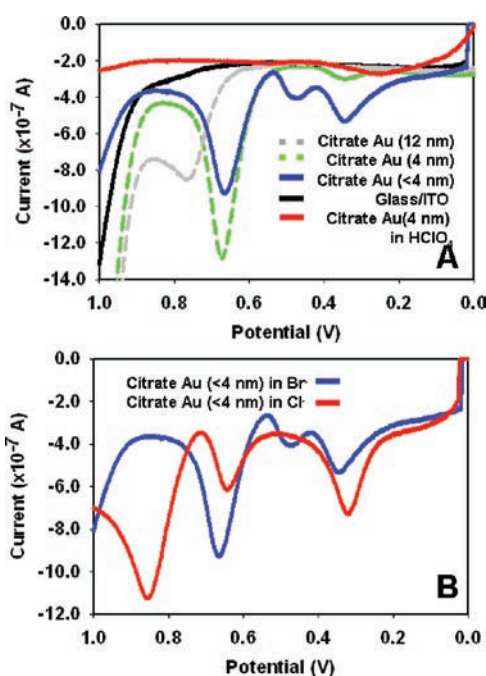 0.0
-2.0
-4.0
-6.0
-8.0
-10.0
-12.0
-14.0
Current (x10⁻⁷ A)
Citrate Au (12 nm)
Citrate Au (4 nm)
Citrate Au (<4 nm)
Glass/ITO
Citrate Au(4 nm)
in HClO₄
A
1.0 0.8 0.6 0.4 0.2 0.0
Potential (V)
0.0
-2.0
-4.0
-6.0
-8.0
-10.0
-12.0
Current (x10⁻⁷ A)
Citrate Au (<4 nm) in Br-
Citrate Au (<4 nm) in Cl-
B
1.0 0.8 0.6 0.4 0.2 0.0
Potential (V)